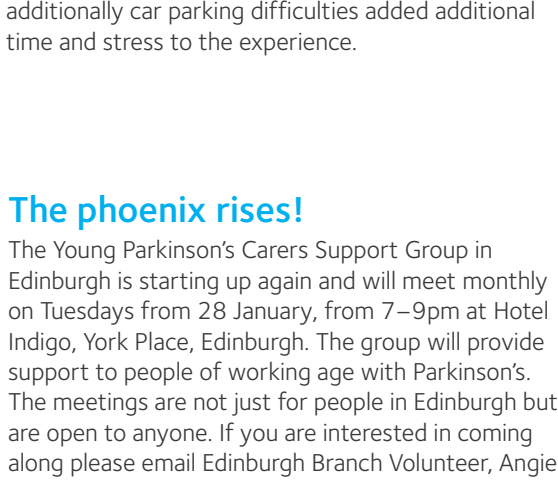 additionally car parking difficulties added additional
time and stress to the experience.
The phoenix rises!
The Young Parkinson’s Carers Support Group in
Edinburgh is starting up again and will meet monthly
on Tuesdays from 28 January, from 7–9pm at Hotel
Indigo, York Place, Edinburgh. The group will provide
support to people of working age with Parkinson’s.
The meetings are not just for people in Edinburgh but
are open to anyone. If you are interested in coming
along please email Edinburgh Branch Volunteer, Angie